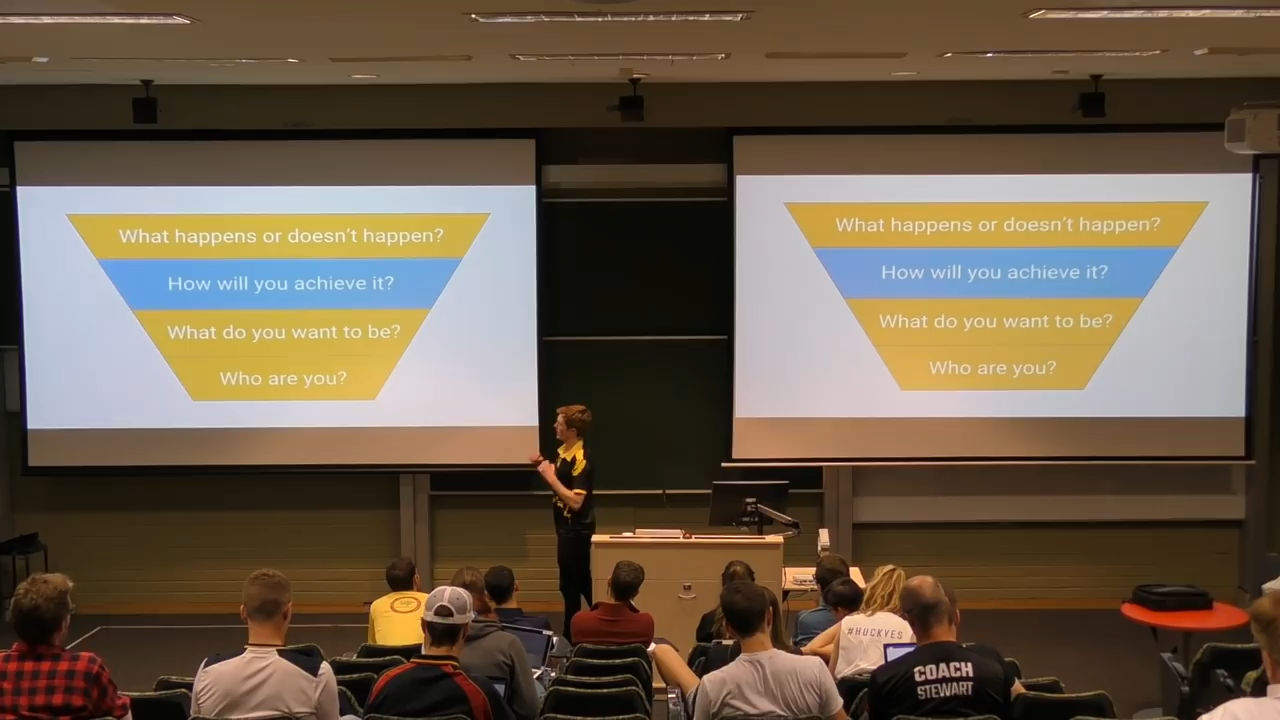 What happens or doesn't happen?
How will you achieve it?
What do you want to be?
Who are you?
What happens or doesn't happen?
How will you achieve it?
What do you want to be?
Who are you?
#HUCKYES
COACH
STEWART